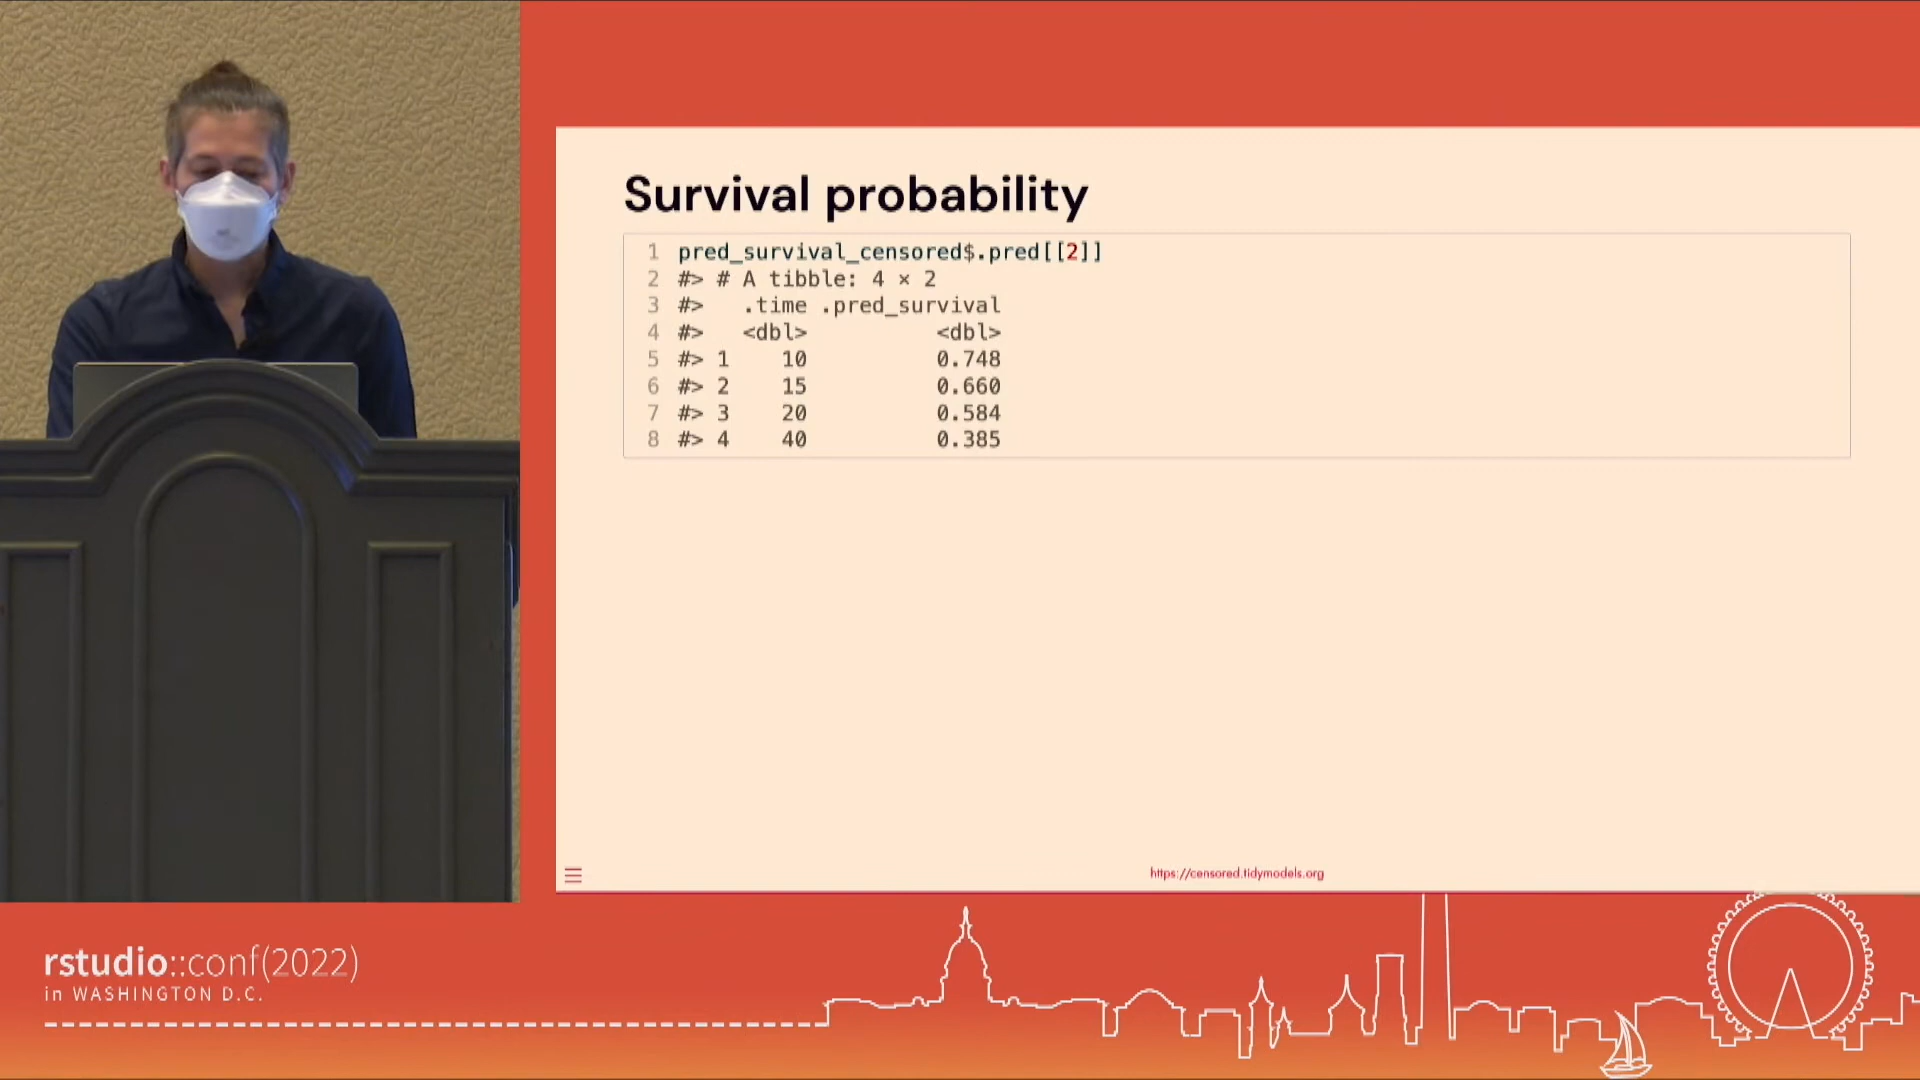 Survival probability
1 pred_survival_censored$.pred[[2]]
2 #> # A tibble: 4 × 2
3 #>     .time .pred_survival
4 #>     <dbl>          <dbl>
5 #> 1    10          0.748
6 #> 2    15          0.660
7 #> 3    20          0.584
8 #> 4    40          0.385
https://censored.tidymodels.org
rstudio::conf(2022)
in WASHINGTON D.C.